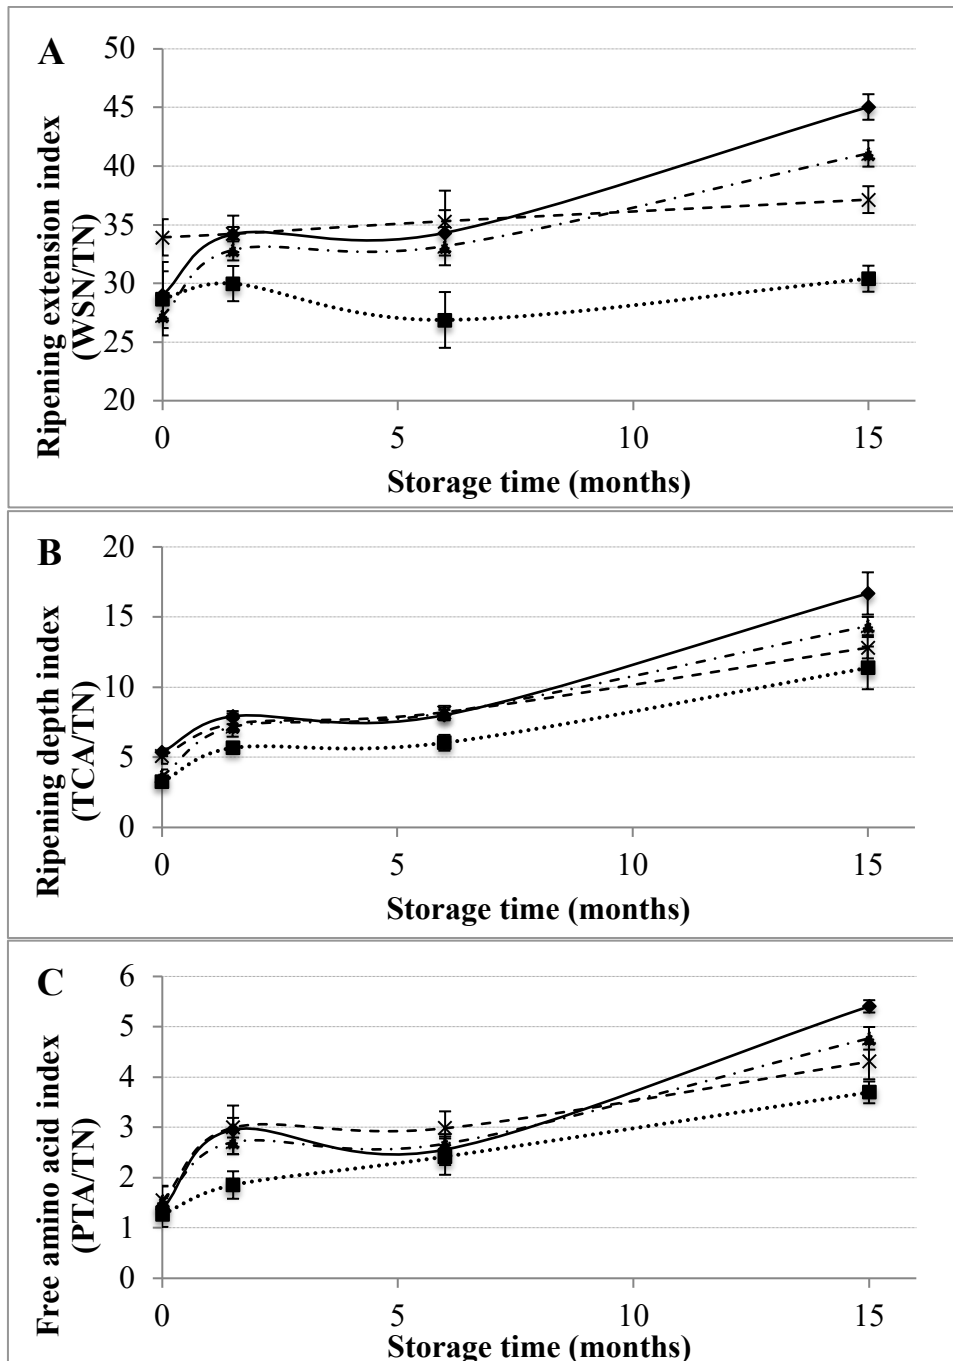 A
50
45
40
35
30
25
20
Ripening extension index
(WSN/TN)
0 5 10 15
Storage time (months)
B
20
15
10
5
0
Ripening depth index
(TCA/TN)
0 5 10 15
Storage time (months)
C
6
5
4
3
2
1
0
Free amino acid index
(PTA/TN)
0 5 10 15
Storage time (months)